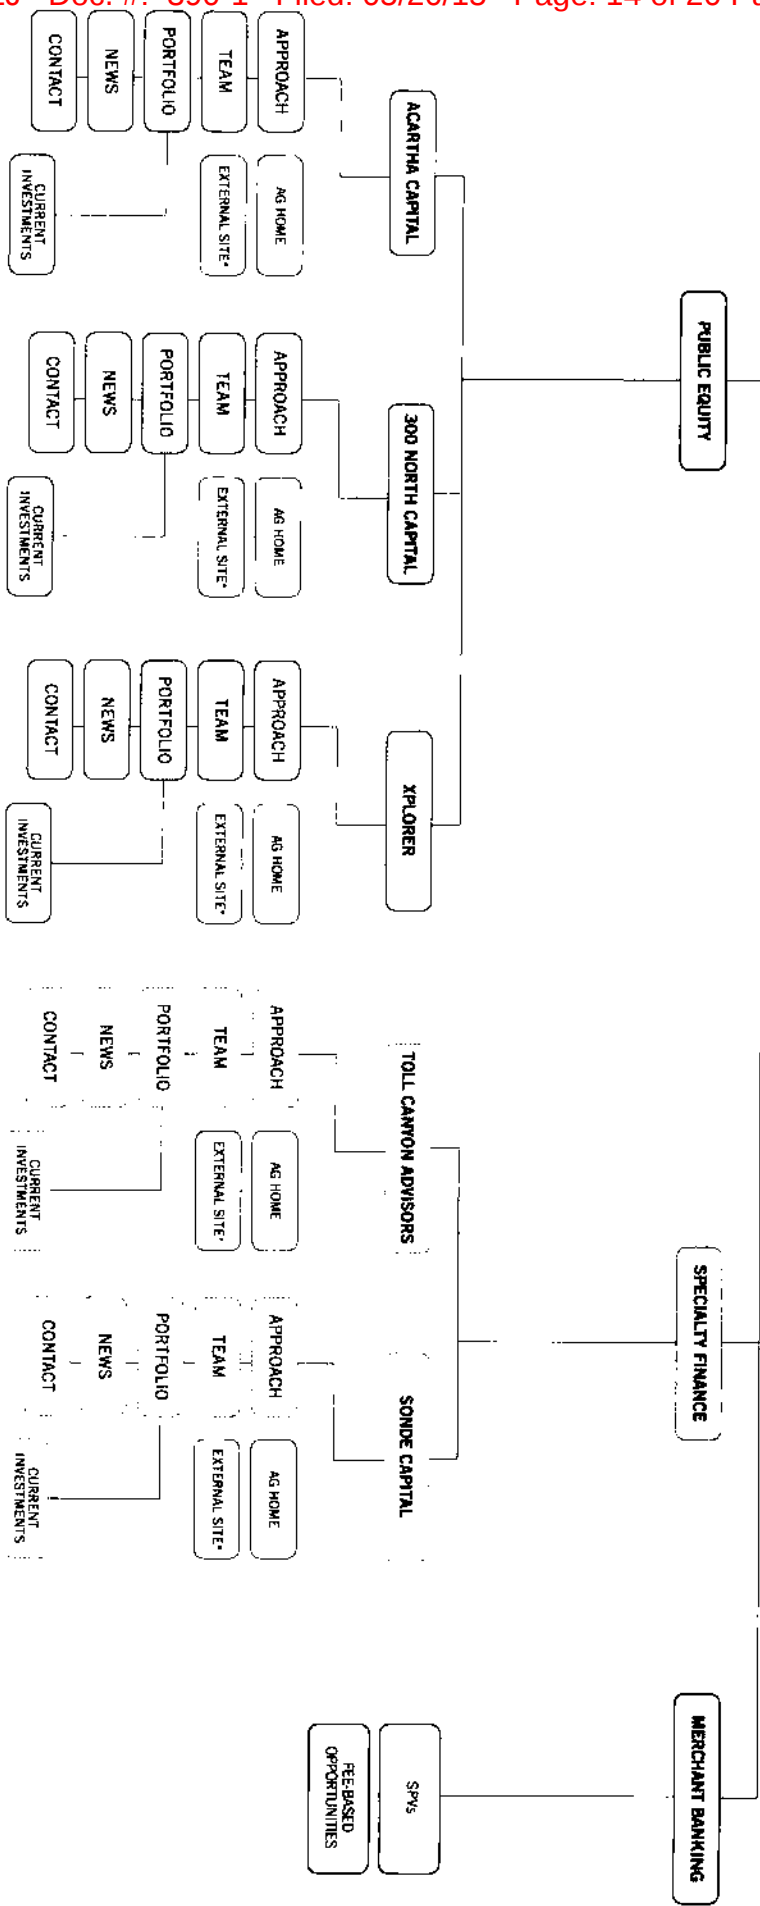 Doc. #: 390-1 Filed: 03/20/15 Page: 14 of 20
PUBLIC EQUITY
ACARTHA CAPITAL
APPROACH
TEAM
PORTFOLIO
NEWS
CONTACT
AG HOME
EXTERNAL SITE*
CURRENT
INVESTMENTS
300 NORTH CAPITAL
APPROACH
TEAM
PORTFOLIO
NEWS
CONTACT
AG HOME
EXTERNAL SITE*
CURRENT
INVESTMENTS
XPLORER
APPROACH
TEAM
PORTFOLIO
NEWS
CONTACT
AG HOME
EXTERNAL SITE*
CURRENT
INVESTMENTS
SPECIALTY FINANCE
TOLL CANYON ADVISORS
APPROACH
TEAM
PORTFOLIO
NEWS
CONTACT
AG HOME
EXTERNAL SITE*
CURRENT
INVESTMENTS
SONDE CAPITAL
APPROACH
TEAM
PORTFOLIO
NEWS
CONTACT
AG HOME
EXTERNAL SITE*
CURRENT
INVESTMENTS
MERCHANT BANKING
SPVs
FEE-BASED
OPPORTUNITIES